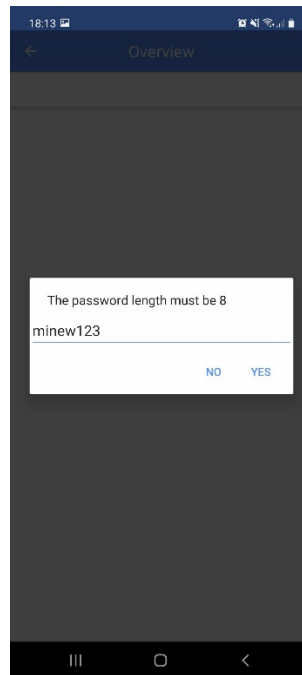 18:13
Overview
The password length must be 8
minew123
NO YES